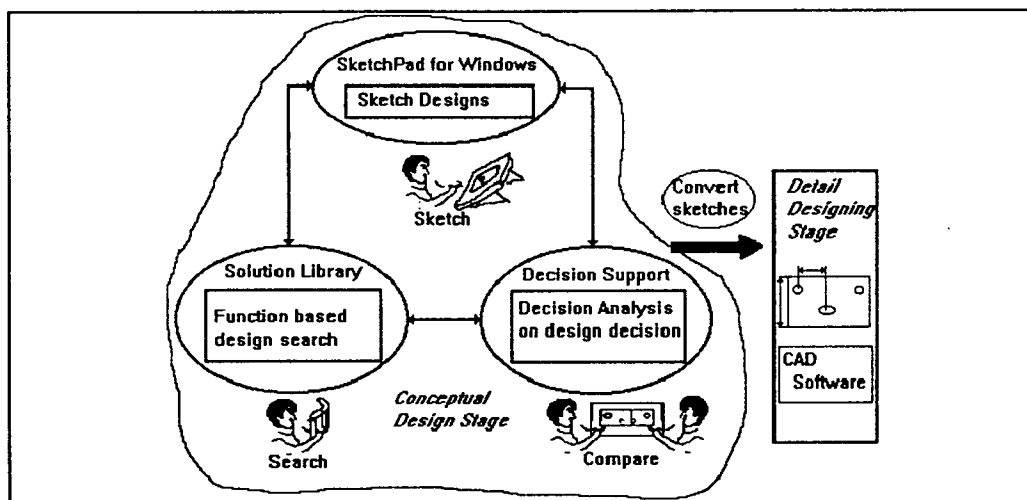 SketchPad for Windows
Sketch Designs
Sketch
Convert
sketches
Detail
Designing
Stage
Solution Library
Function based
design search
Decision Support
Decision Analysis
on design decision
CAD
Software
Conceptual
Design Stage
Search
Compare